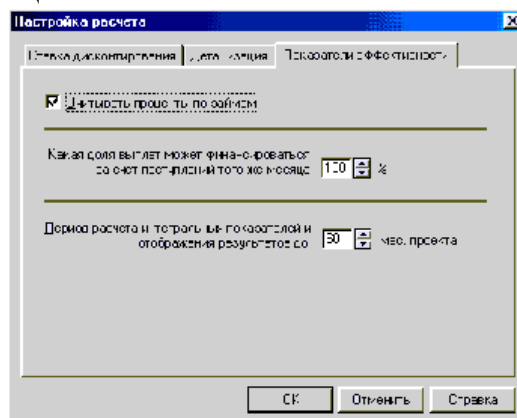 Настройка расчета
Ставка дисконтирования Детализация Показатели эффективности
Учитывать проценты по займам
Какая доля выплат может финансироваться
за счет поступлений того же месяца 100 %
Период расчета интегральных показателей и
отображения результатов до мес. проекта
ОК Отменить Справка